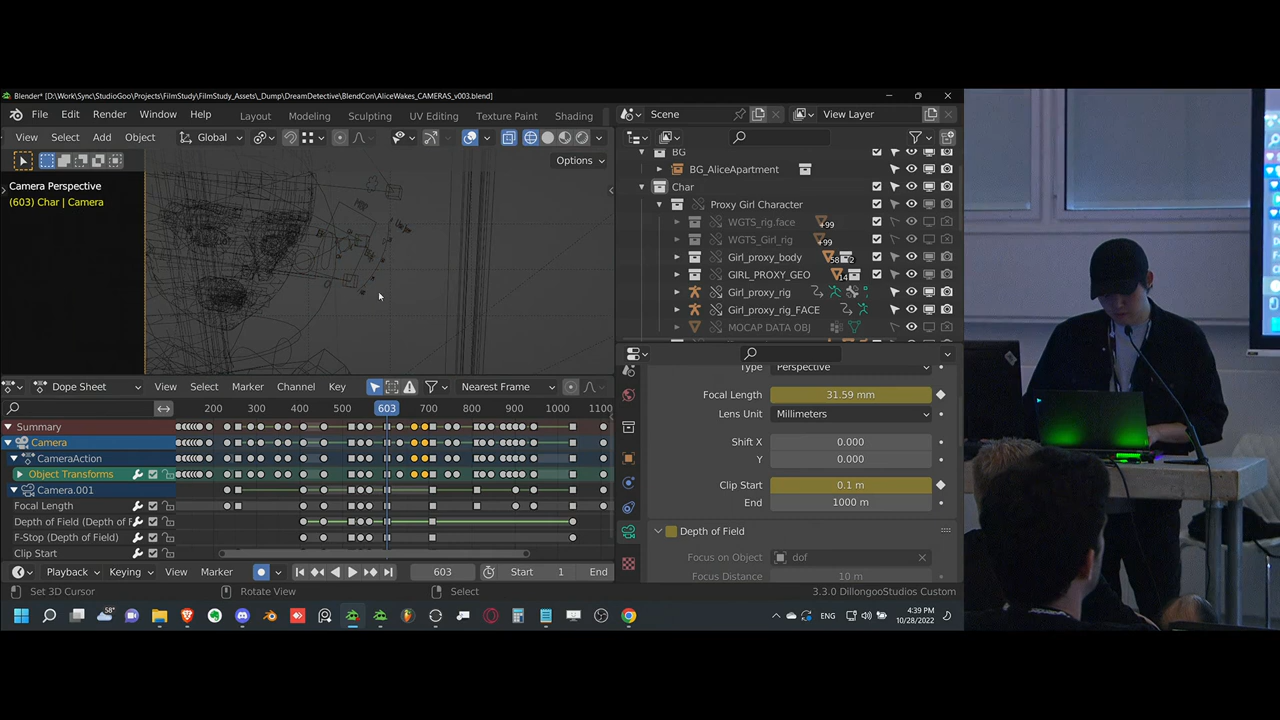 Blender* [D:\Work\Sync\StudioGoo\Projects\FilmStudy\FilmStudy_Assets\_Dump\DreamDetective\BlendCon\AliceWakes_CAMERAS_v003.blend]
File Edit Render Window Help Layout Modeling Sculpting UV Editing Texture Paint Shading Scene View Layer
View Select Add Object Global
Options
Camera Perspective
(603) Char | Camera
BG
BG_AliceApartment
Char
Proxy Girl Character
WGTS_rig.face +99
WGTS_Girl_rig +99
Girl_proxy_body 58 2
GIRL_PROXY_GEO 14
Girl_proxy_rig
Girl_proxy_rig_FACE
MOCAP DATA OBJ
Type Perspective
Focal Length 31.59 mm
Lens Unit Millimeters
Shift X 0.000
Y 0.000
Clip Start 0.1 m
End 1000 m
Depth of Field
Focus on Object dof
Focus Distance 10 m
Dope Sheet View Select Marker Channel Key Nearest Frame
200 300 400 500 603 700 800 900 1000 1100
Summary
Camera
CameraAction
Object Transforms
Camera.001
Focal Length
Depth of Field (Depth of F
F-Stop (Depth of Field)
Clip Start
Playback Keying View Marker 603 Start 1 End
Set 3D Cursor Rotate View Select 3.3.0 DillongooStudios Custom
58°
ENG
4:39 PM
10/28/2022